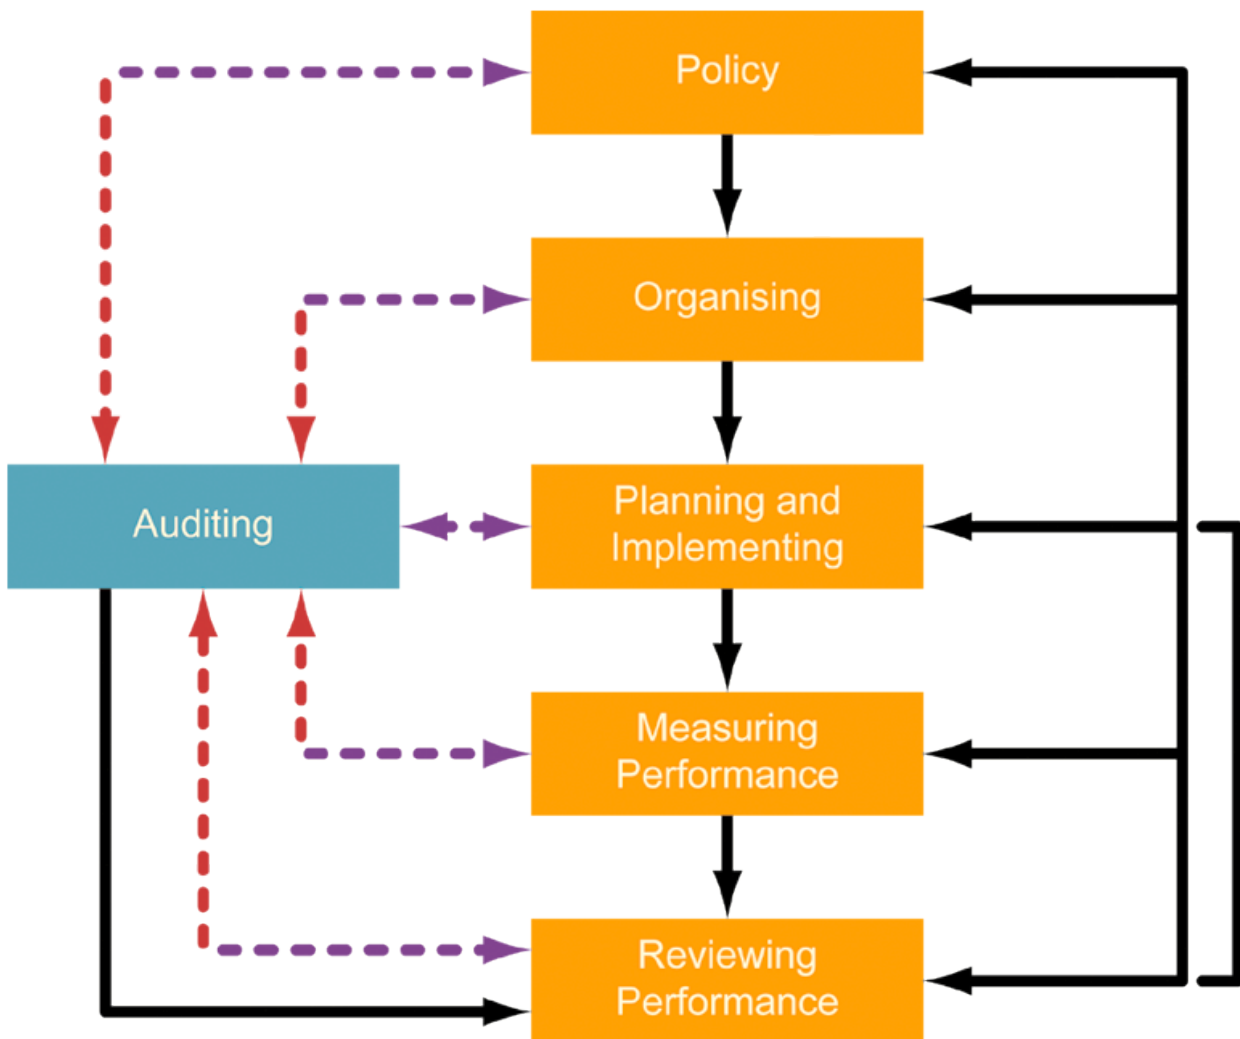 Policy
Organising
Auditing
Planning and
Implementing
Measuring
Performance
Reviewing
Performance